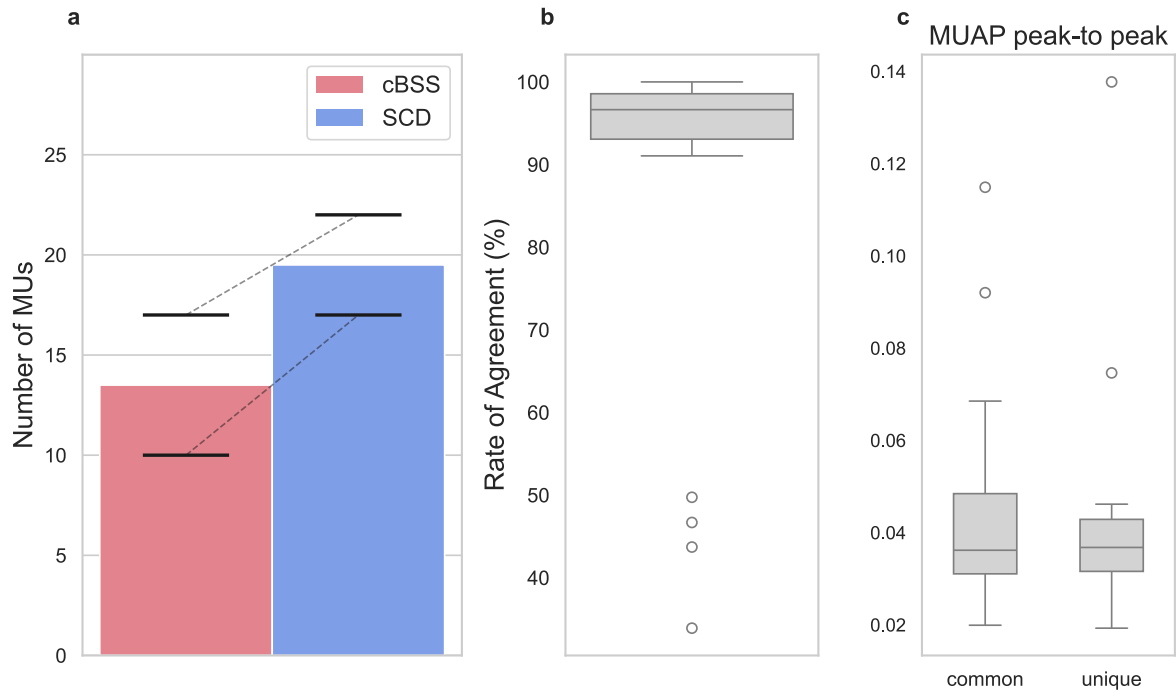 a
cBSS
SCD
25
20
15
10
5
0
Number of MUs
b
100
90
80
70
60
50
40
Rate of Agreement (%)
c
MUAP peak-to peak
0.14
0.12
0.10
0.08
0.06
0.04
0.02
common
unique